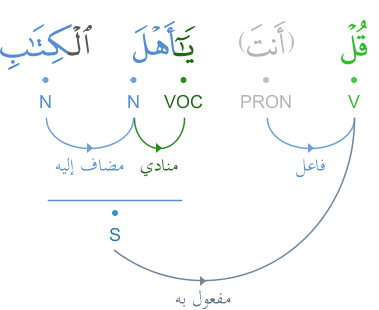 قُلْ (أَنتَ) يَٰٓأَهْلَ ٱلْكِتَٰبِ
V PRON VOC N N
فاعل منادي مضاف إليه
S
مفعول به